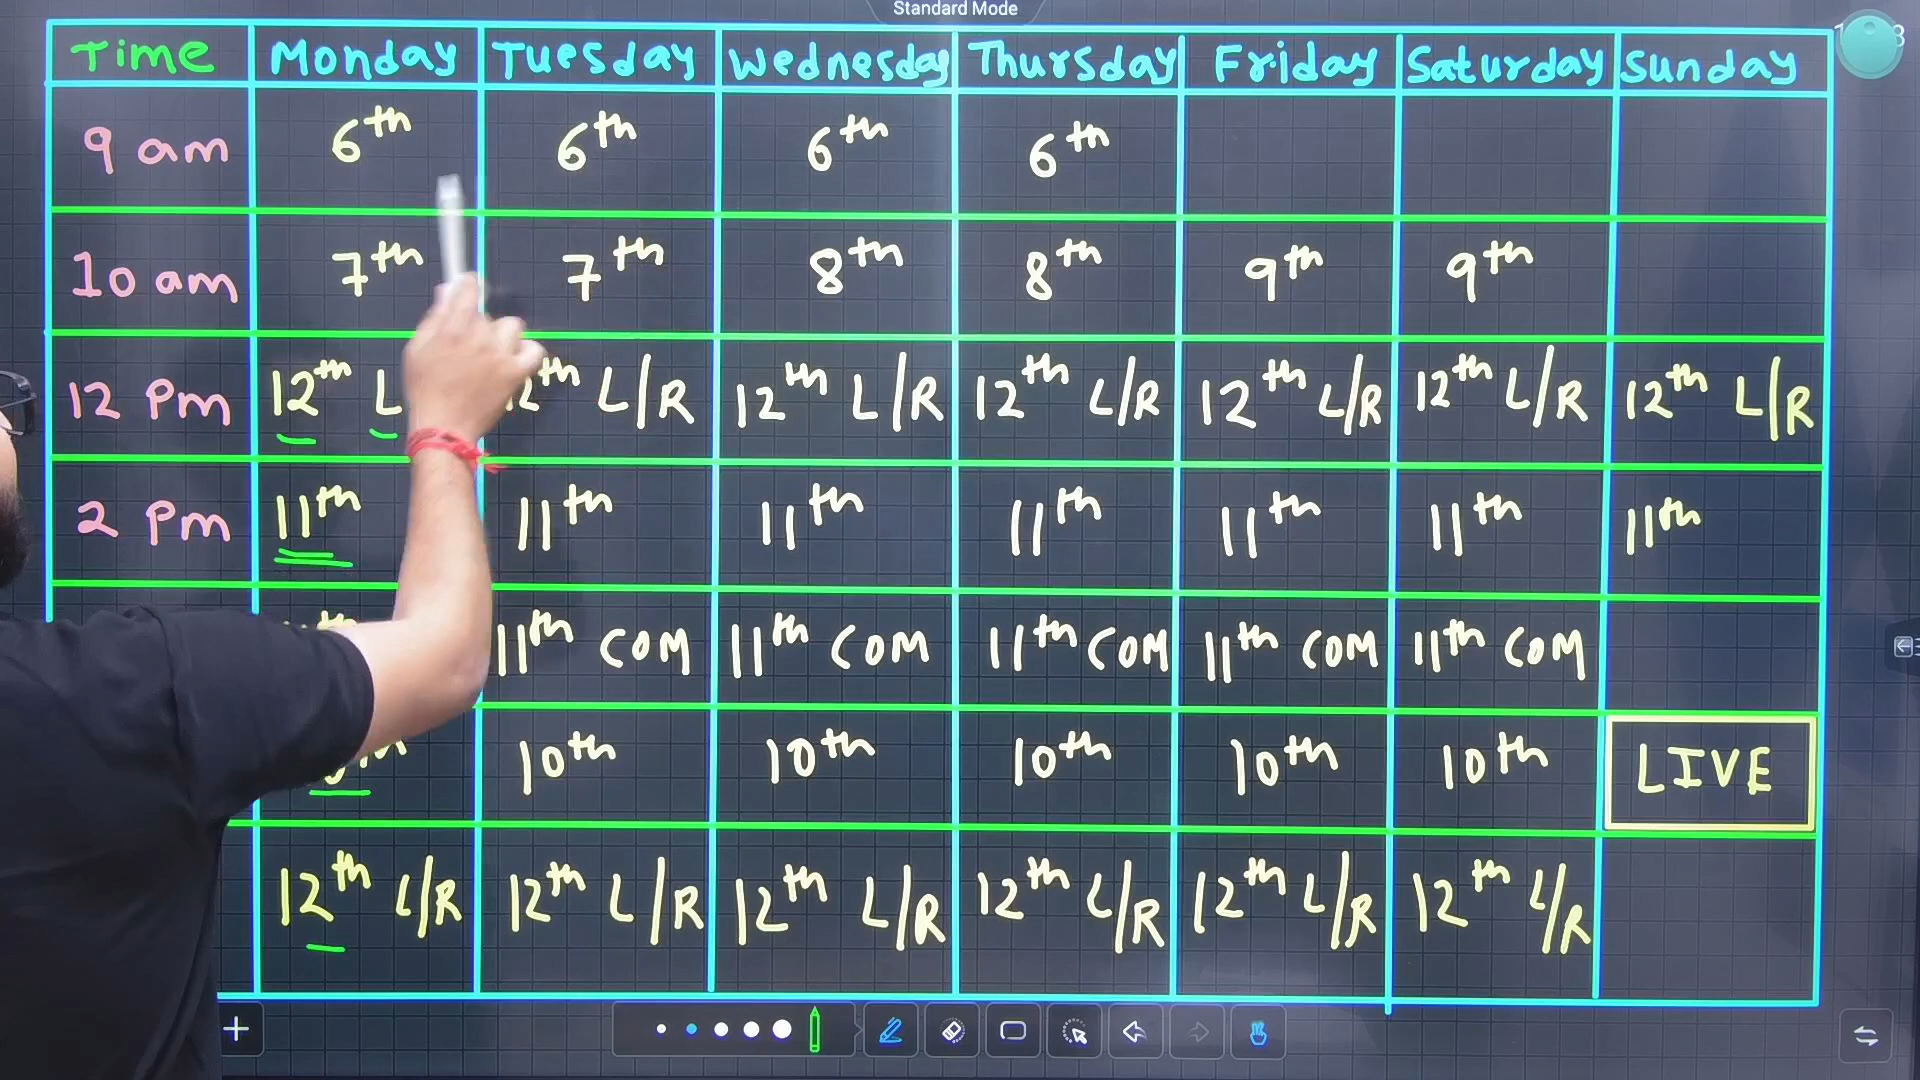 Standard Mode
Time Monday Tuesday Wednesday Thursday Friday Saturday Sunday
9 am 6th 6th 6th 6th
10 am 7th 7th 8th 8th 9th 9th
12 Pm 12th L 12th L/R 12th L/R 12th L/R 12th L/R 12th L/R 12th L/R
2 Pm 11th 11th 11th 11th 11th 11th 11th
11th COM 11th COM 11th COM 11th COM 11th COM
10th 10th 10th 10th 10th LIVE
12th L/R 12th L/R 12th L/R 12th L/R 12th L/R 12th L/R